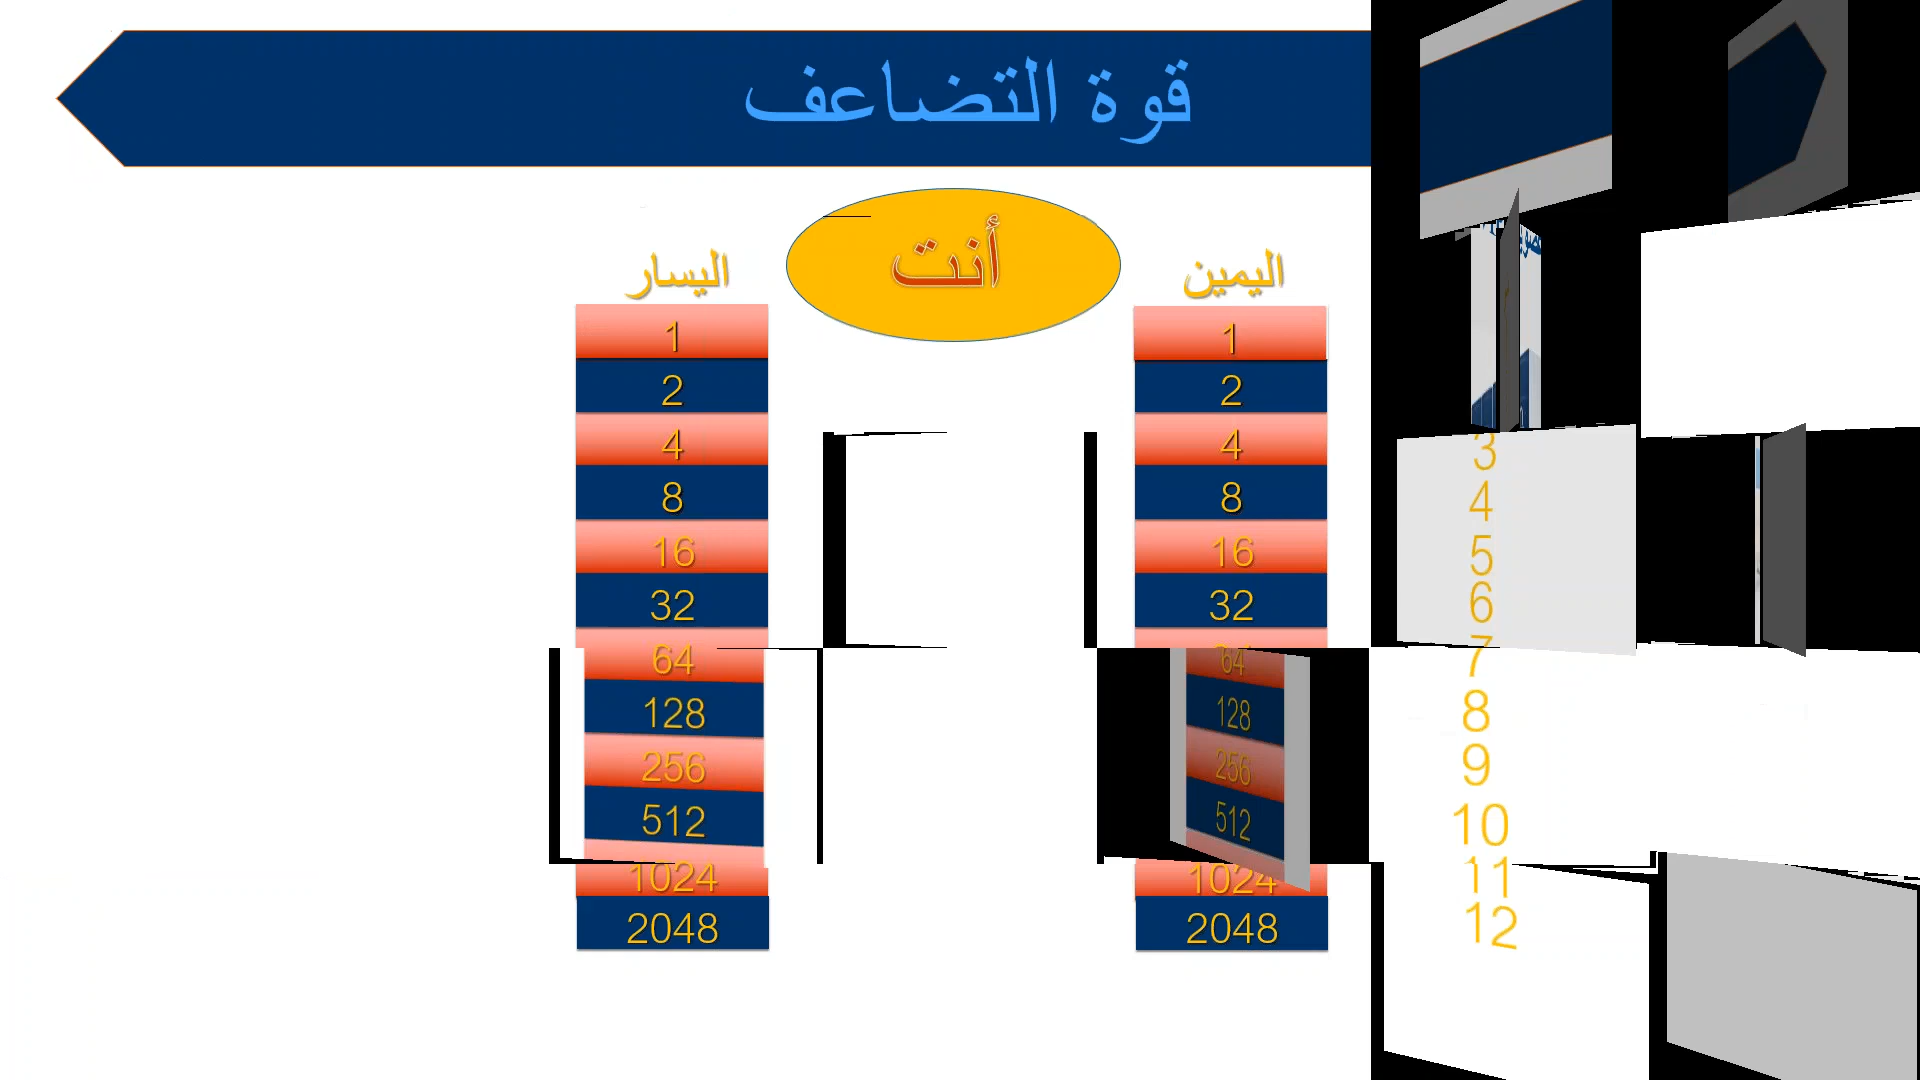 قوة التضاعف
أنت
اليمين اليسار
1 1
2 2
3 4 4
4 8 8
5 16 16
6 32 32
7 64 64
8 128 128
9 256 256
10 512 512
11 1024 1024
12 2048 2048